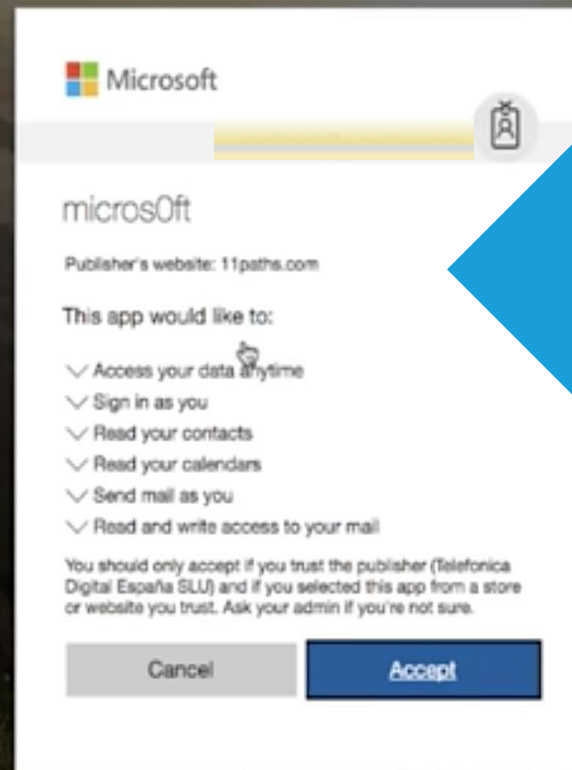 Microsoft
micros0ft
Publisher's website: 11paths.com
This app would like to:
Access your data anytime
Sign in as you
Read your contacts
Read your calendars
Send mail as you
Read and write access to your mail
You should only accept if you trust the publisher (Telefonica
Digital España SLU) and if you selected this app from a store
or website you trust. Ask your admin if you're not sure.
Cancel
Accept